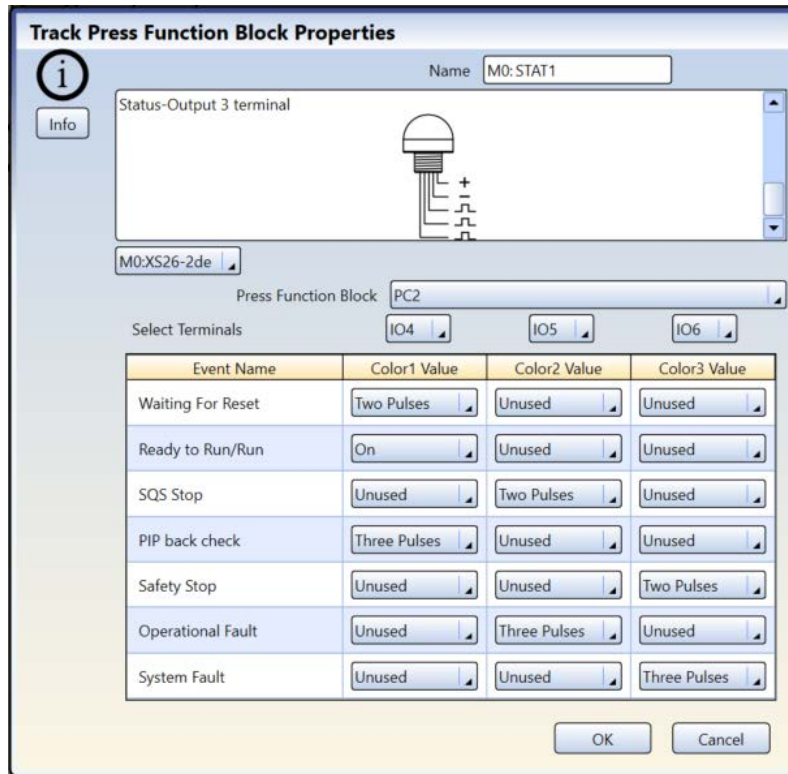 Track Press Function Block Properties
Name M0: STAT1
Info
Status-Output 3 terminal
+
−
M0:XS26-2de
Press Function Block PC2
Select Terminals IO4 IO5 IO6
Event Name Color1 Value Color2 Value Color3 Value
Waiting For Reset Two Pulses Unused Unused
Ready to Run/Run On Unused Unused
SQS Stop Unused Two Pulses Unused
PIP back check Three Pulses Unused Unused
Safety Stop Unused Unused Two Pulses
Operational Fault Unused Three Pulses Unused
System Fault Unused Unused Three Pulses
OK Cancel